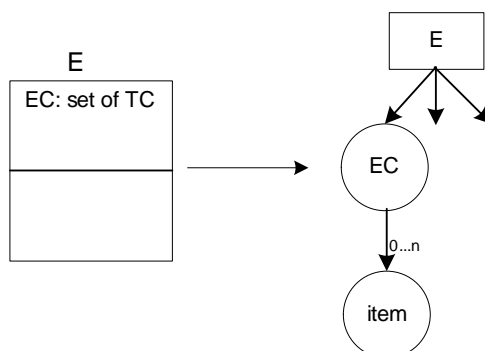 E
EC: set of TC
E
EC
0...n
item